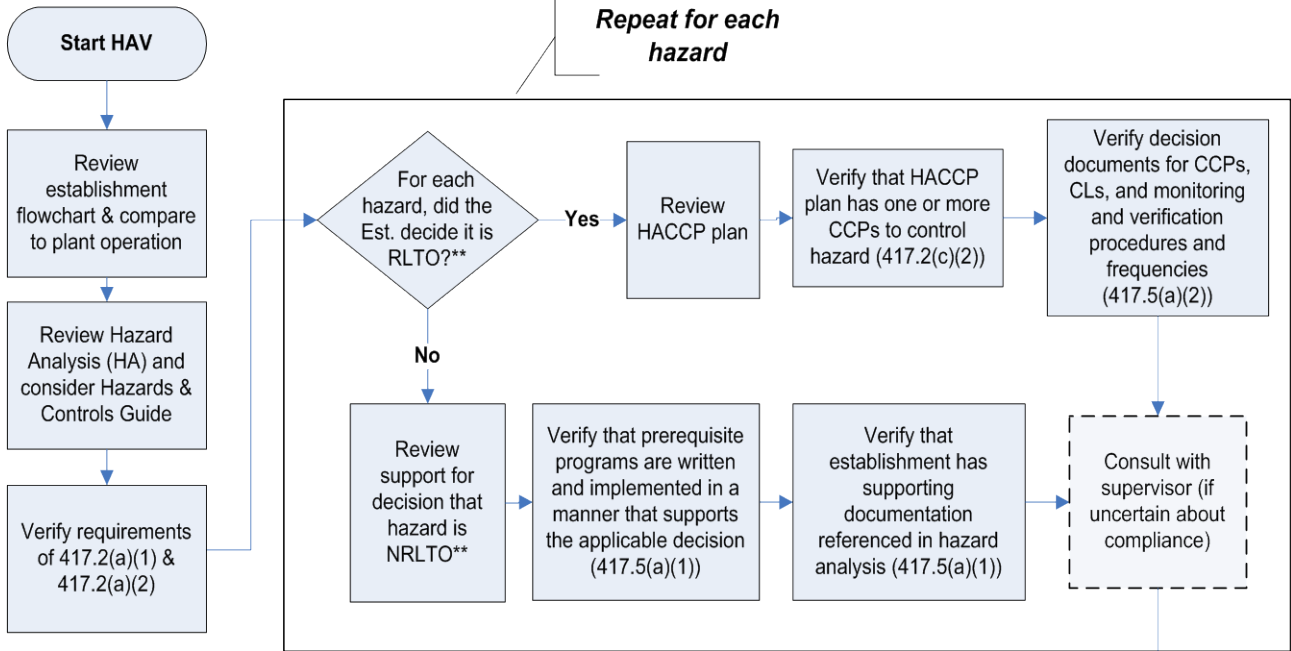 Repeat for each
hazard
Start HAV
Review
establishment
flowchart & compare
to plant operation
Review Hazard
Analysis (HA) and
consider Hazards &
Controls Guide
Verify requirements
of 417.2(a)(1) &
417.2(a)(2)
For each
hazard, did the
Est. decide it is
RLTO?**
Yes
Review
HACCP plan
Verify that HACCP
plan has one or more
CCPs to control
hazard (417.2(c)(2))
Verify decision
documents for CCPs,
CLs, and monitoring
and verification
procedures and
frequencies
(417.5(a)(2))
No
Review
support for
decision that
hazard is
NRLTO**
Verify that prerequisite
programs are written
and implemented in a
manner that supports
the applicable decision
(417.5(a)(1))
Verify that
establishment has
supporting
documentation
referenced in hazard
analysis (417.5(a)(1))
Consult with
supervisor (if
uncertain about
compliance)